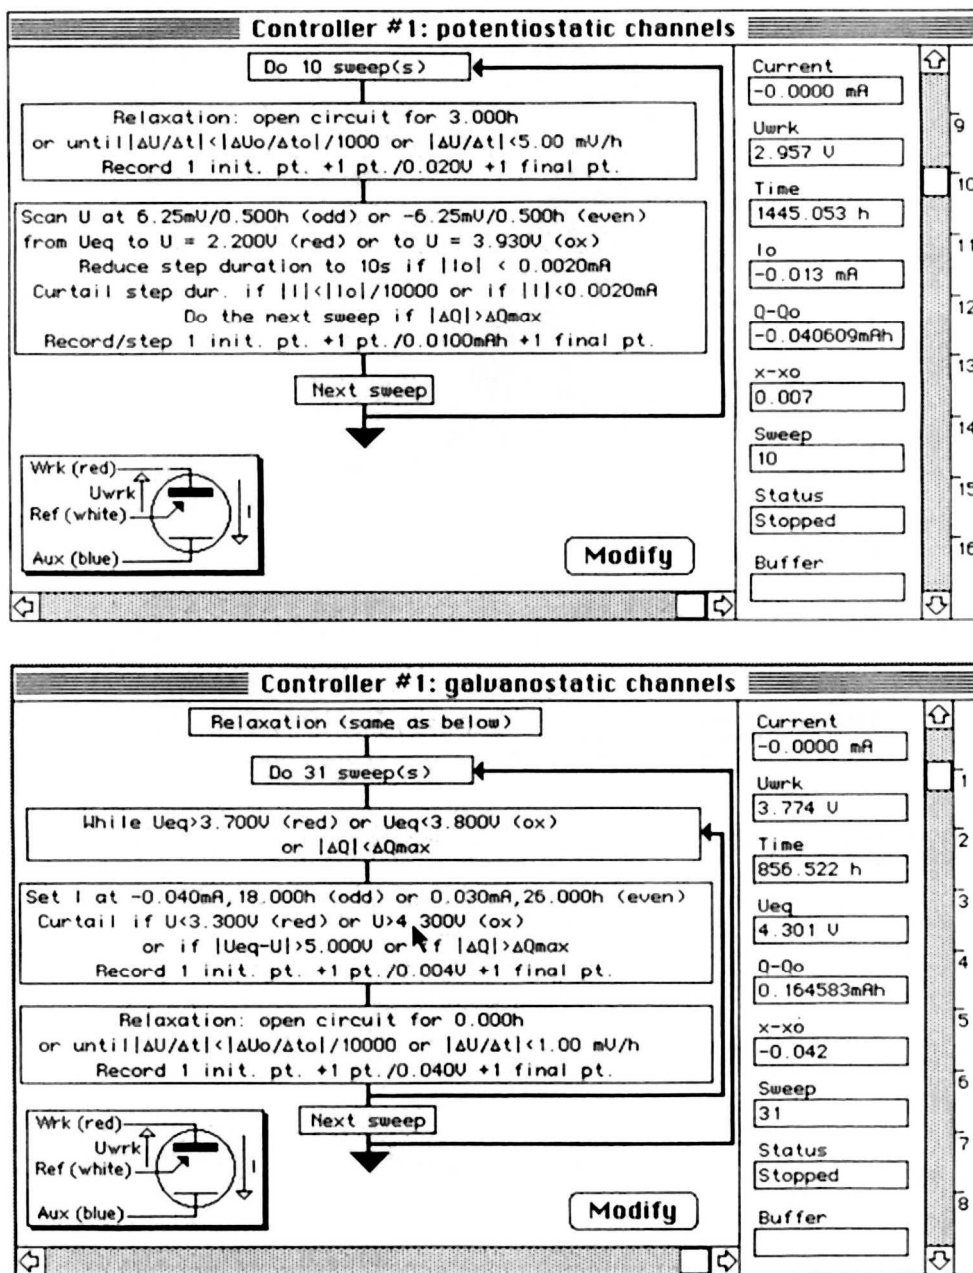 Controller #1: potentiostatic channels
Do 10 sweep(s)
Relaxation: open circuit for 3.000h
or until|ΔU/Δt|<|ΔUo/Δto|/1000 or |ΔU/Δt|<5.00 mV/h
Record 1 init. pt. +1 pt./0.020V +1 final pt.
Scan U at 6.25mV/0.500h (odd) or -6.25mV/0.500h (even)
from Ueq to U = 2.200V (red) or to U = 3.930V (ox)
Reduce step duration to 10s if |Io| < 0.0020mA
Curtail step dur. if |I|<|Io|/10000 or if |I|<0.0020mA
Do the next sweep if |ΔQ|>ΔQmax
Record/step 1 init. pt. +1 pt./0.0100mAh +1 final pt.
Next sweep
Wrk (red)
Uwrk
Ref (white)
I
Aux (blue)
Modify
Current
-0.0000 mA
Uwrk
2.957 V
Time
1445.053 h
Io
-0.013 mA
Q-Qo
-0.040609mAh
x-xo
0.007
Sweep
10
Status
Stopped
Buffer
9
10
11
12
13
14
15
16
Controller #1: galvanostatic channels
Relaxation (same as below)
Do 31 sweep(s)
While Ueq>3.700V (red) or Ueq<3.800V (ox)
or |ΔQ|<ΔQmax
Set I at -0.040mA,18.000h (odd) or 0.030mA,26.000h (even)
Curtail if U<3.300V (red) or U>4.300V (ox)
or if |Ueq-U|>5.000V or if |ΔQ|>ΔQmax
Record 1 init. pt. +1 pt./0.004V +1 final pt.
Relaxation: open circuit for 0.000h
or until|ΔU/Δt|<|ΔUo/Δto|/10000 or |ΔU/Δt|<1.00 mV/h
Record 1 init. pt. +1 pt./0.040V +1 final pt.
Next sweep
Wrk (red)
Uwrk
Ref (white)
I
Aux (blue)
Modify
Current
-0.0000 mA
Uwrk
3.774 V
Time
856.522 h
Ueq
4.301 V
Q-Qo
0.164583mAh
x-xo
-0.042
Sweep
31
Status
Stopped
Buffer
1
2
3
4
5
6
7
8